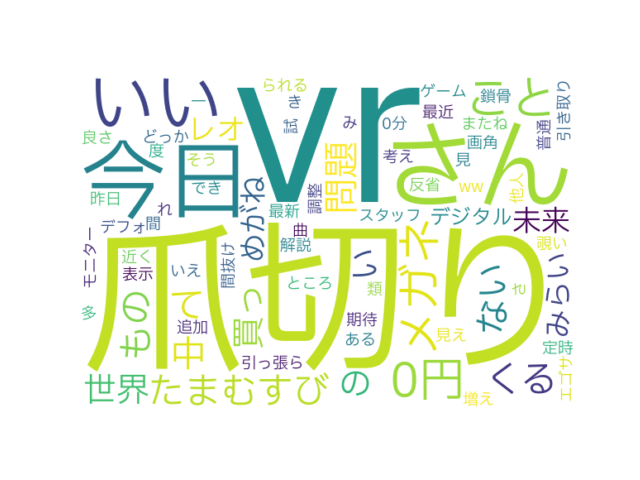 いい
vr
こと
さん
今日
爪切り
られる
ゲーム
鎖骨
き
一
試
み
0分
最近
またね
普通
引き取り
良さ
どっか
レオ
度
そう
考え
画角
見
昨日
でき
めがね
問題
反省
ww
他人
れ
最新
調整
デフォ
間
スタッフ
デジタル
未来
モニター
曲
近く
いえ
間抜け
解説
メガネ
ない
覗い
みらい
表示
い
ところ
類
さ
多
もの
て
買っ
追加
期待
ある
見え
定時
中
引っ張ら
世界
たまむすび
の
0円
くる
増え
エゴサ